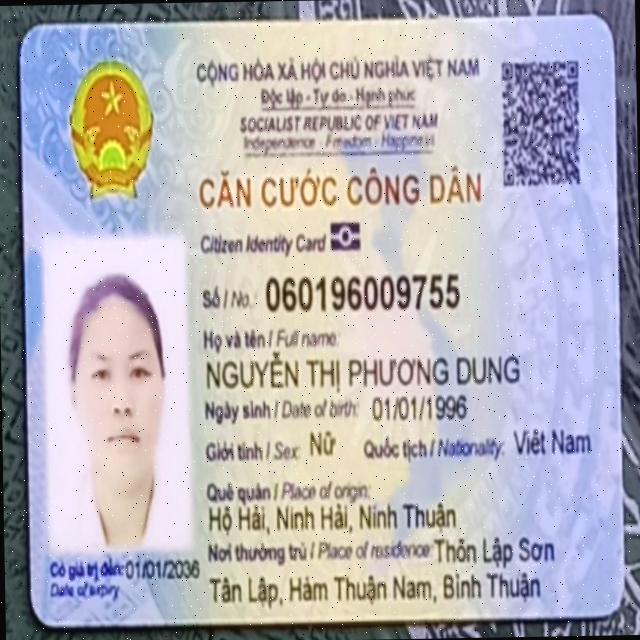 CỘNG HÒA XÃ HỘI CHỦ NGHĨA VIỆT NAM
Độc lập - Tự do - Hạnh phúc
SOCIALIST REPUBLIC OF VIET NAM
Independence - Freedom - Happiness
CĂN CƯỚC CÔNG DÂN
Citizen Identity Card
Số / No.: 060196009755
Họ và tên / Full name:
NGUYỄN THỊ PHƯƠNG DUNG
Ngày sinh / Date of birth: 01/01/1996
Giới tính / Sex: Nữ Quốc tịch / Nationality: Việt Nam
Quê quán / Place of origin:
Hộ Hải, Ninh Hải, Ninh Thuận
Nơi thường trú / Place of residence: Thôn Lập Sơn
Tân Lập, Hàm Thuận Nam, Bình Thuận
Có giá trị đến: 01/01/2036
Date of expiry